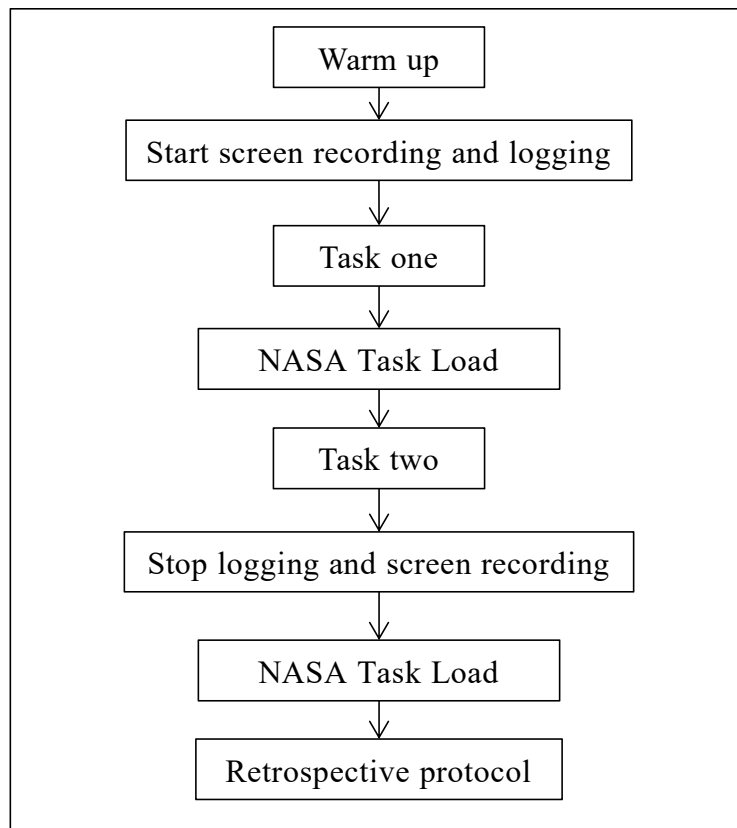 Warm up
Start screen recording and logging
Task one
NASA Task Load
Task two
Stop logging and screen recording
NASA Task Load
Retrospective protocol